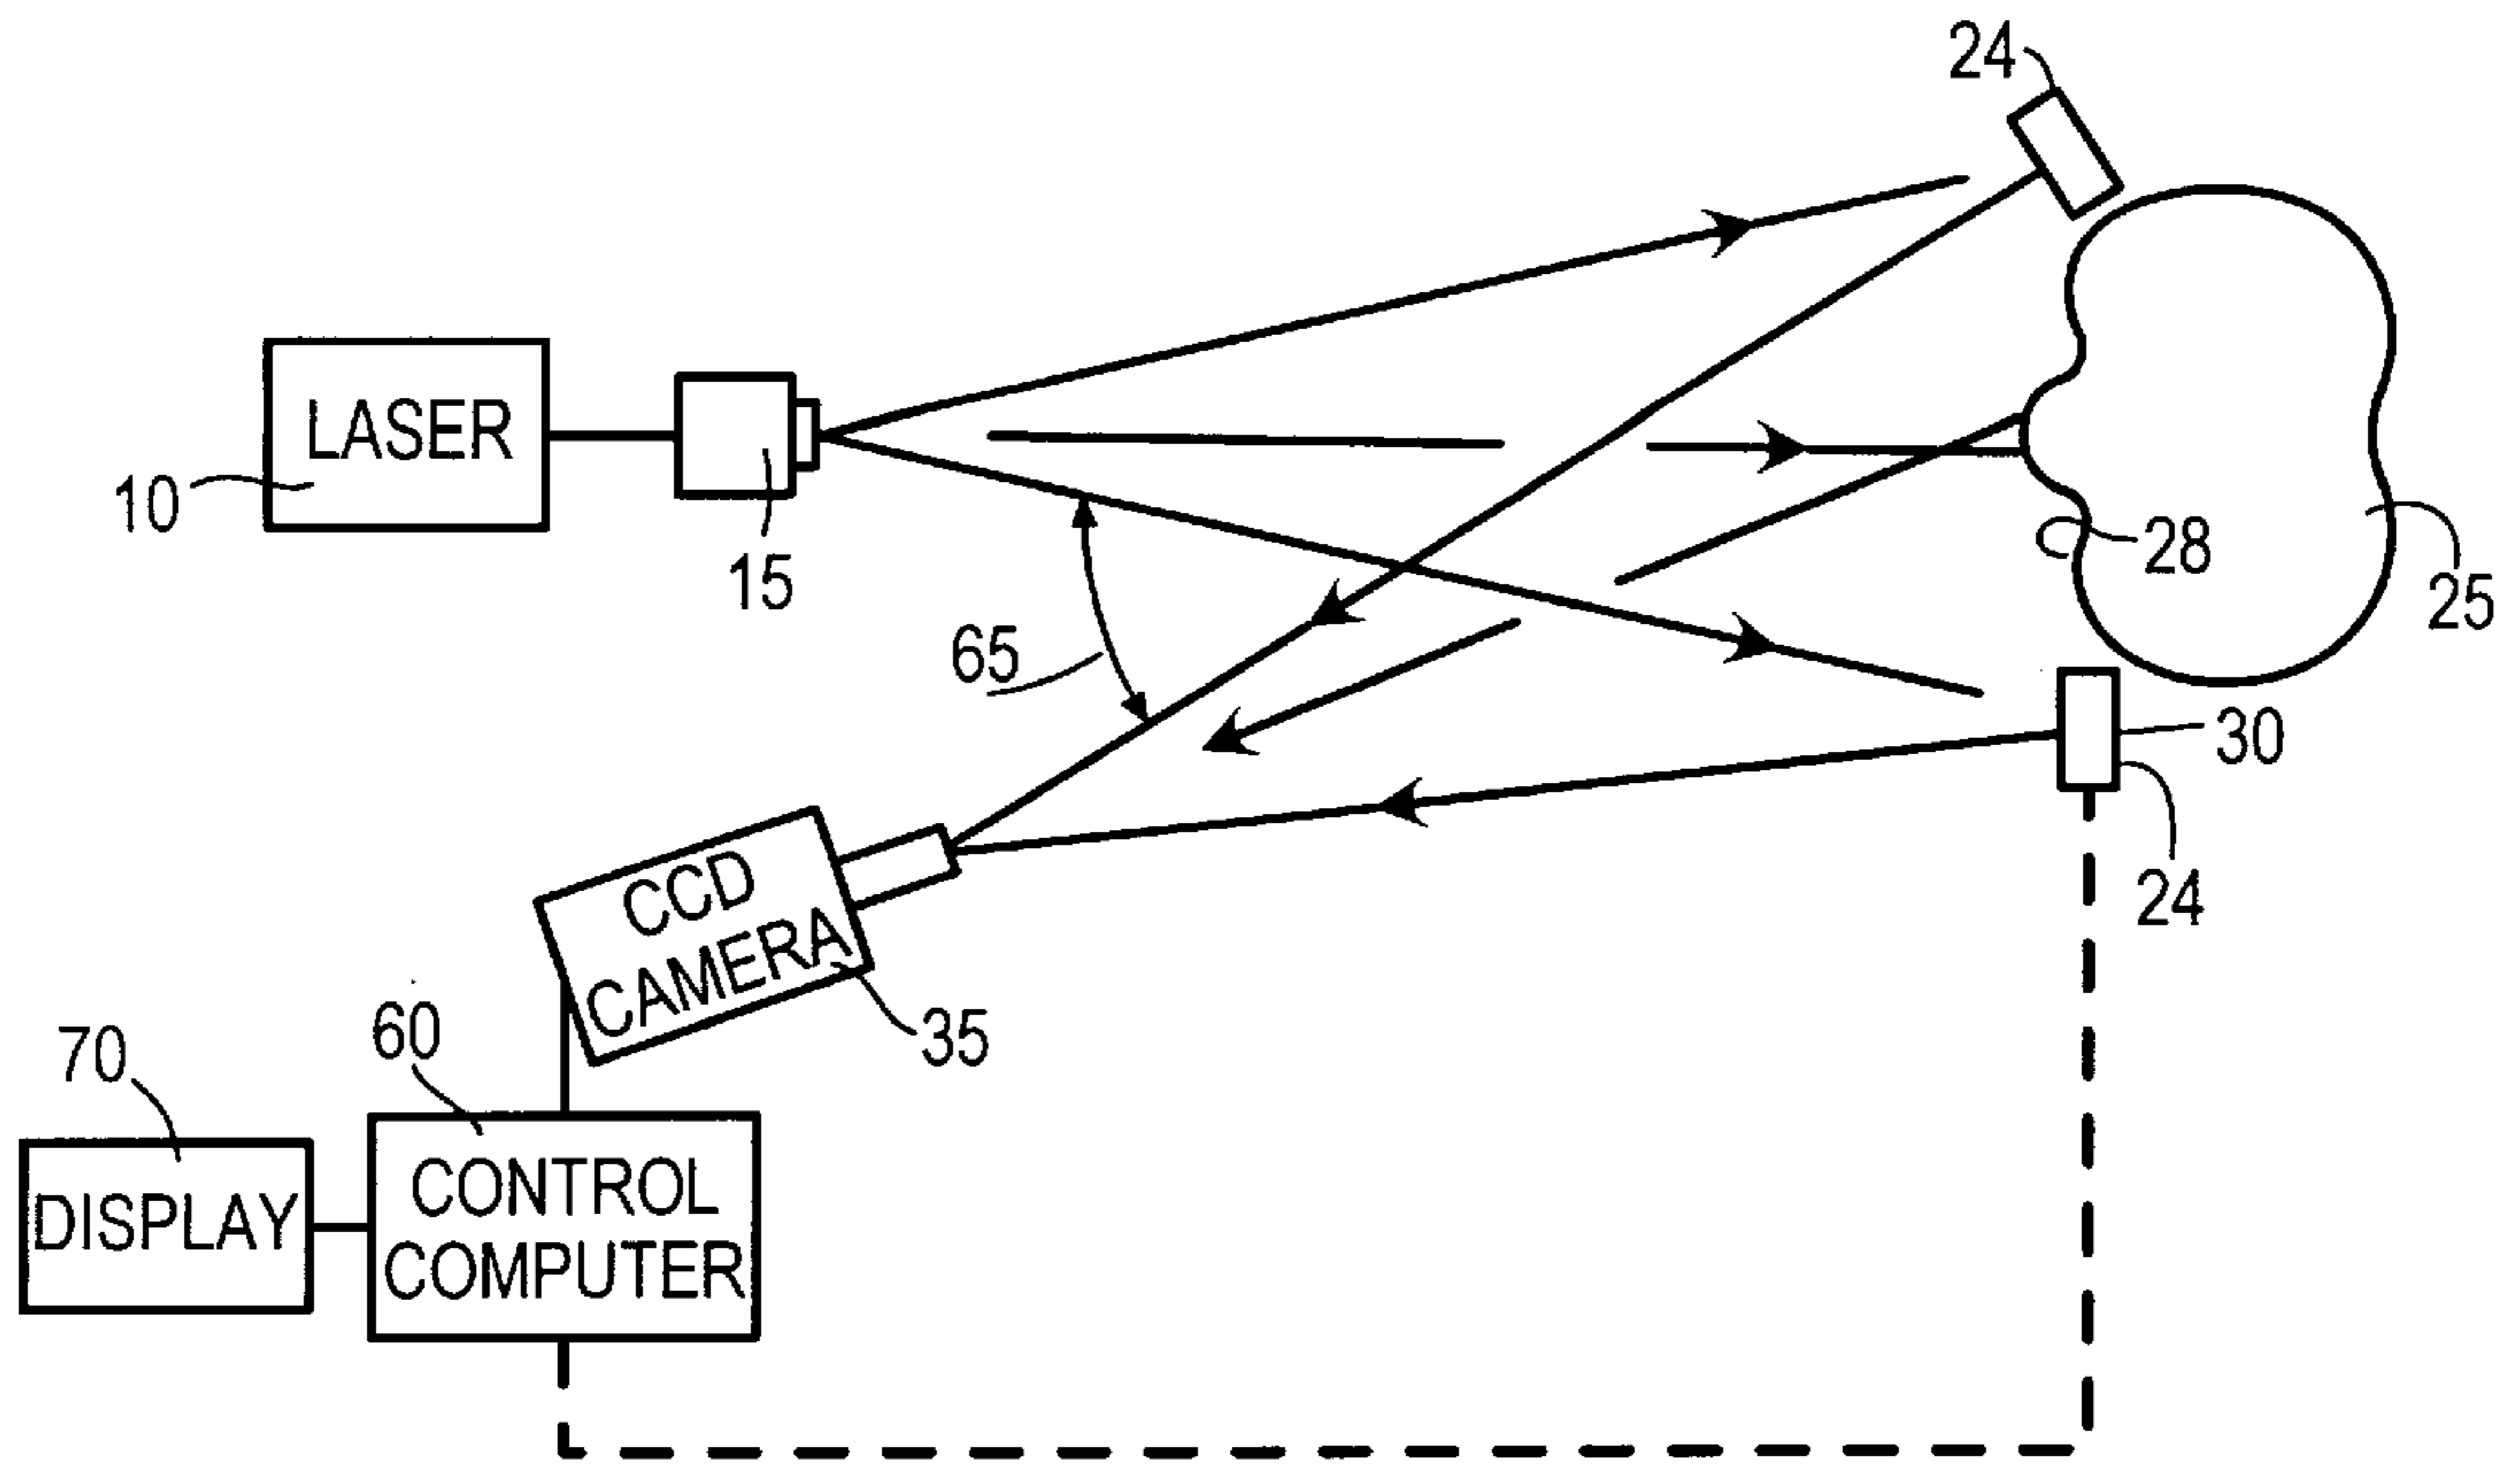 24
LASER
10
15
28
25
65
30
24
CCD
CAMERA
35
60
70
CONTROL
COMPUTER
DISPLAY